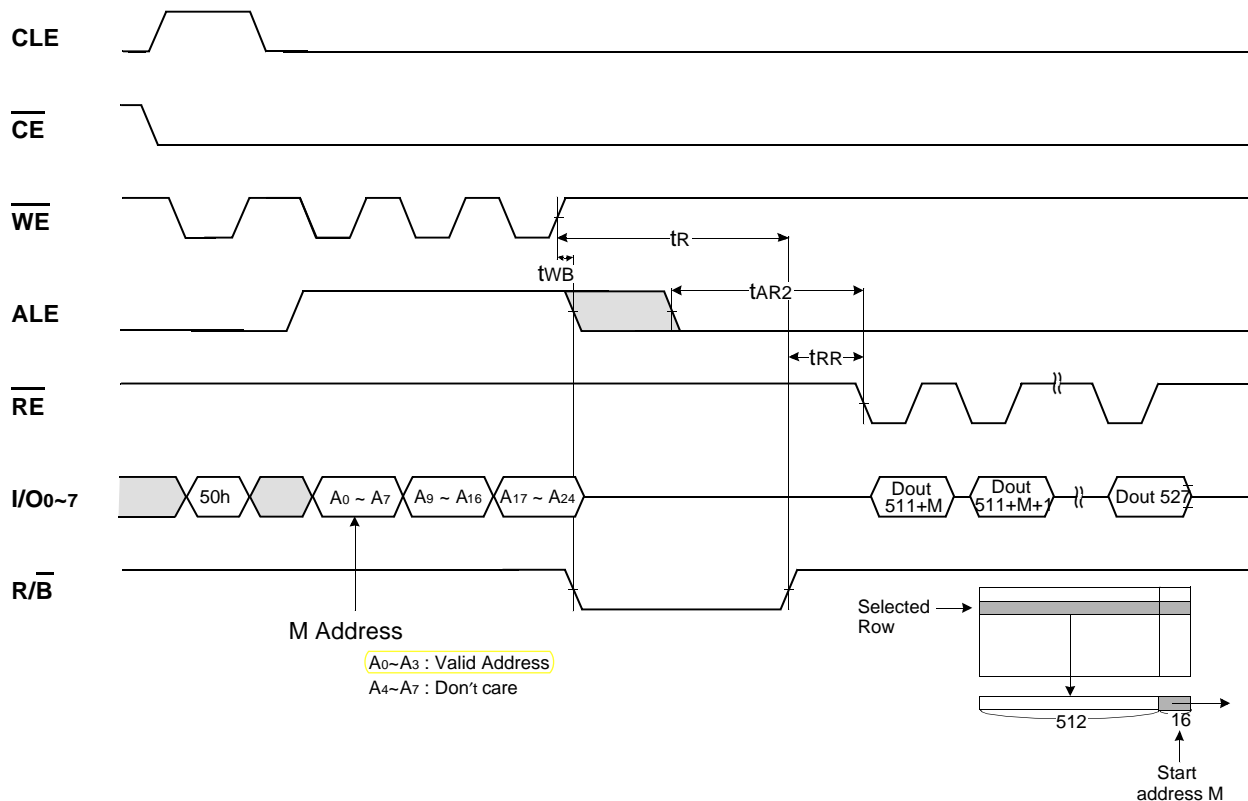 CLE
CE
WE
tR
tWB
ALE
tAR2
tRR
RE
I/O0~7
50h
A0 ~ A7
A9 ~ A16
A17 ~ A24
Dout
511+M
Dout
511+M+1
Dout 527
R/B
M Address
A0~A3 : Valid Address
A4~A7 : Don't care
Selected
Row
512
16
Start
address M